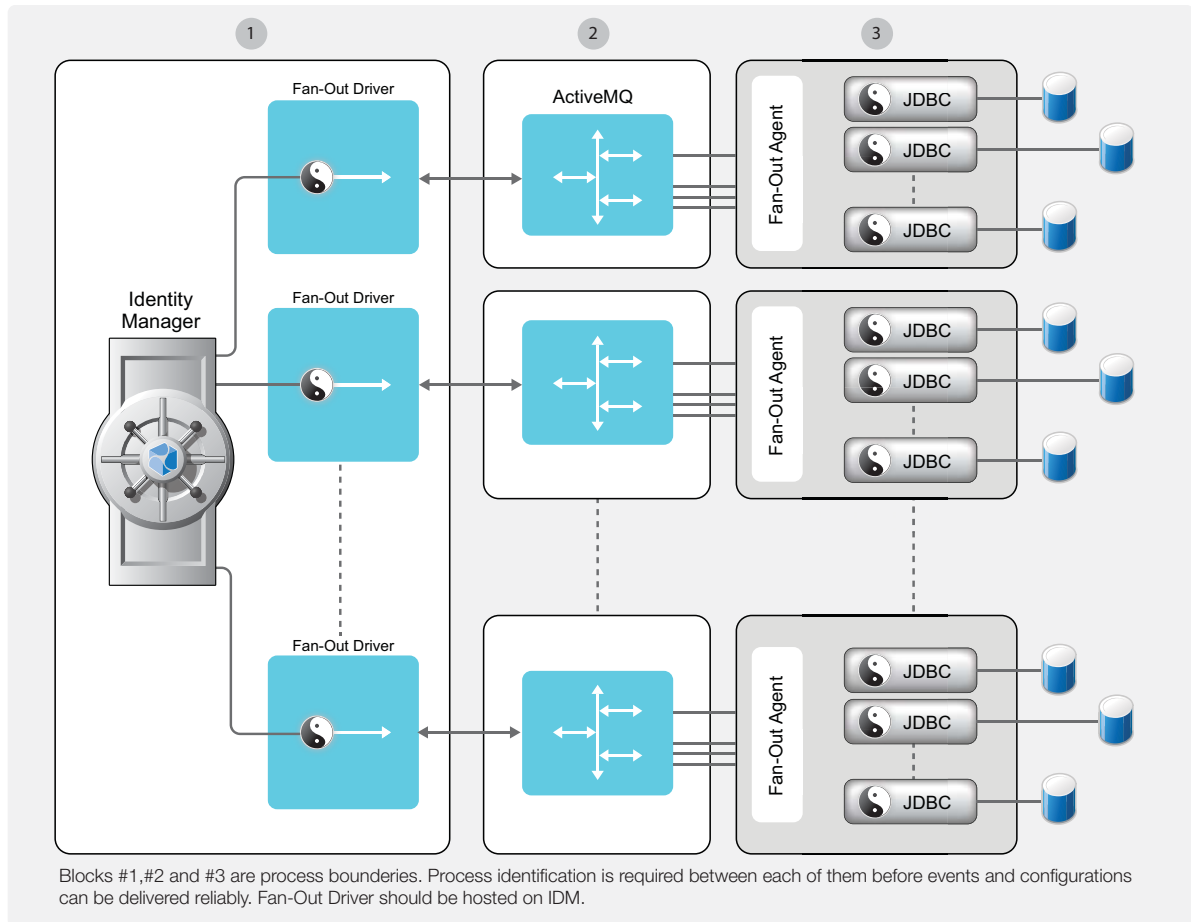 1
2
3
Fan-Out Driver
ActiveMQ
Fan-Out Agent
JDBC
JDBC
JDBC
Identity
Manager
Fan-Out Driver
Fan-Out Agent
JDBC
JDBC
JDBC
Fan-Out Driver
Fan-Out Agent
JDBC
JDBC
JDBC
Blocks #1,#2 and #3 are process bounderies. Process identification is required between each of them before events and configurations
can be delivered reliably. Fan-Out Driver should be hosted on IDM.